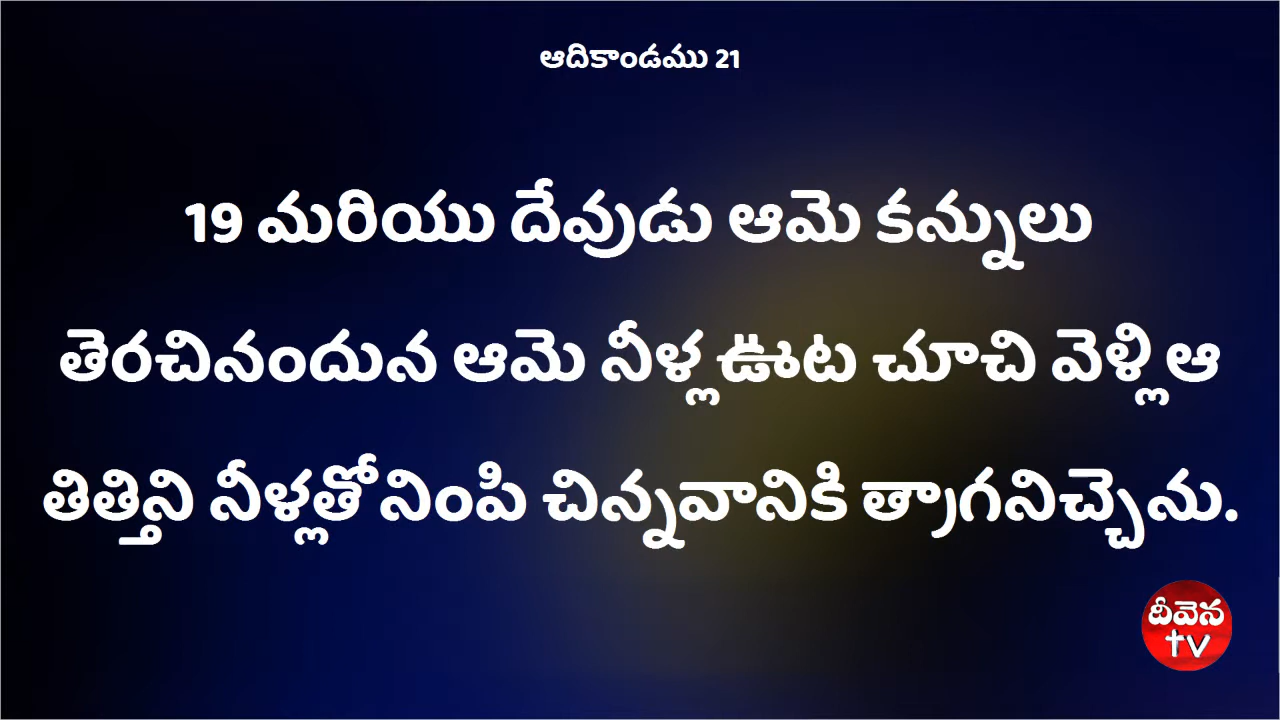 ఆదికాండము 21
19 మరియు దేవుడు ఆమె కన్నులు
తెరచినందున ఆమె నీళ్ల ఊట చూచి వెళ్లి ఆ
తిత్తిని నీళ్లతో నింపి చిన్నవానికి త్రాగనిచ్చెను.
దీవెన
tv